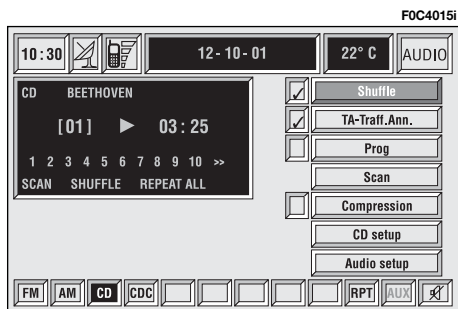 F0C4015i
10:30 12-10-01 22° C AUDIO
CD BEETHOVEN
[01] ▶ 03:25
1 2 3 4 5 6 7 8 9 10 >>
SCAN SHUFFLE REPEAT ALL
Shuffle
TA-Traff.Ann.
Prog
Scan
Compression
CD setup
Audio setup
FM AM CD CDC RPT AUX